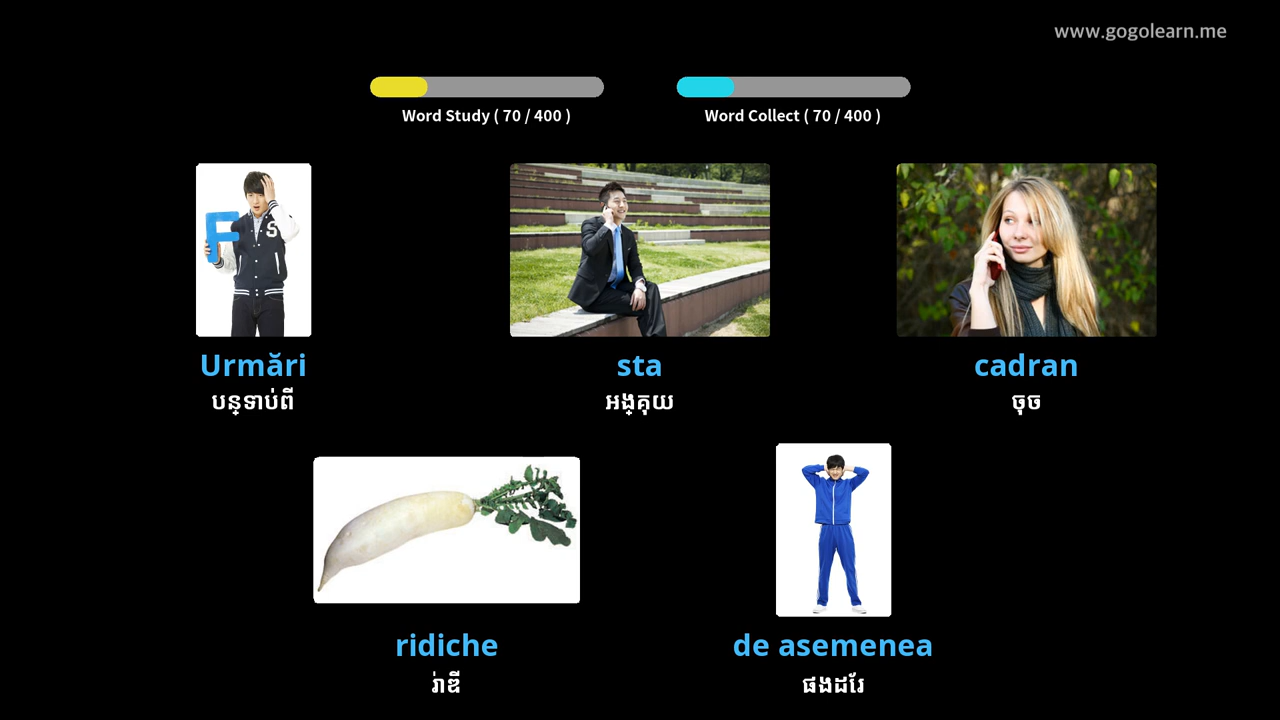 www.gogolearn.me
Word Study ( 70 / 400 )
Word Collect ( 70 / 400 )
F
S
Urmări
sta
cadran
បន្ទាប់ពី
អង្គុយ
ចុច
ridiche
de asemenea
រ៉ាឌី
ផងដែរ